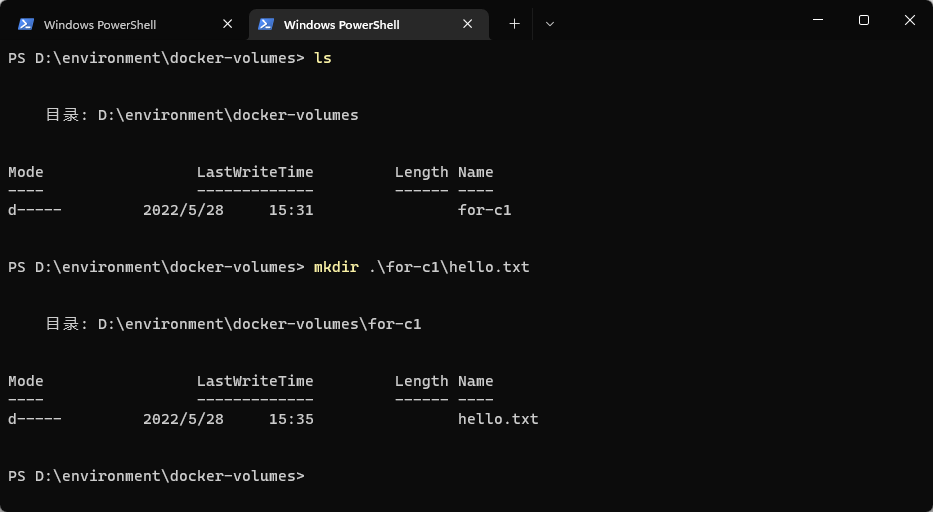 Windows PowerShell
Windows PowerShell
PS D:\environment\docker-volumes> ls
目录: D:\environment\docker-volumes
Mode                 LastWriteTime         Length Name
----                 -------------         ------ ----
d-----         2022/5/28     15:31                for-c1
PS D:\environment\docker-volumes> mkdir .\for-c1\hello.txt
目录: D:\environment\docker-volumes\for-c1
Mode                 LastWriteTime         Length Name
----                 -------------         ------ ----
d-----         2022/5/28     15:35                hello.txt
PS D:\environment\docker-volumes>